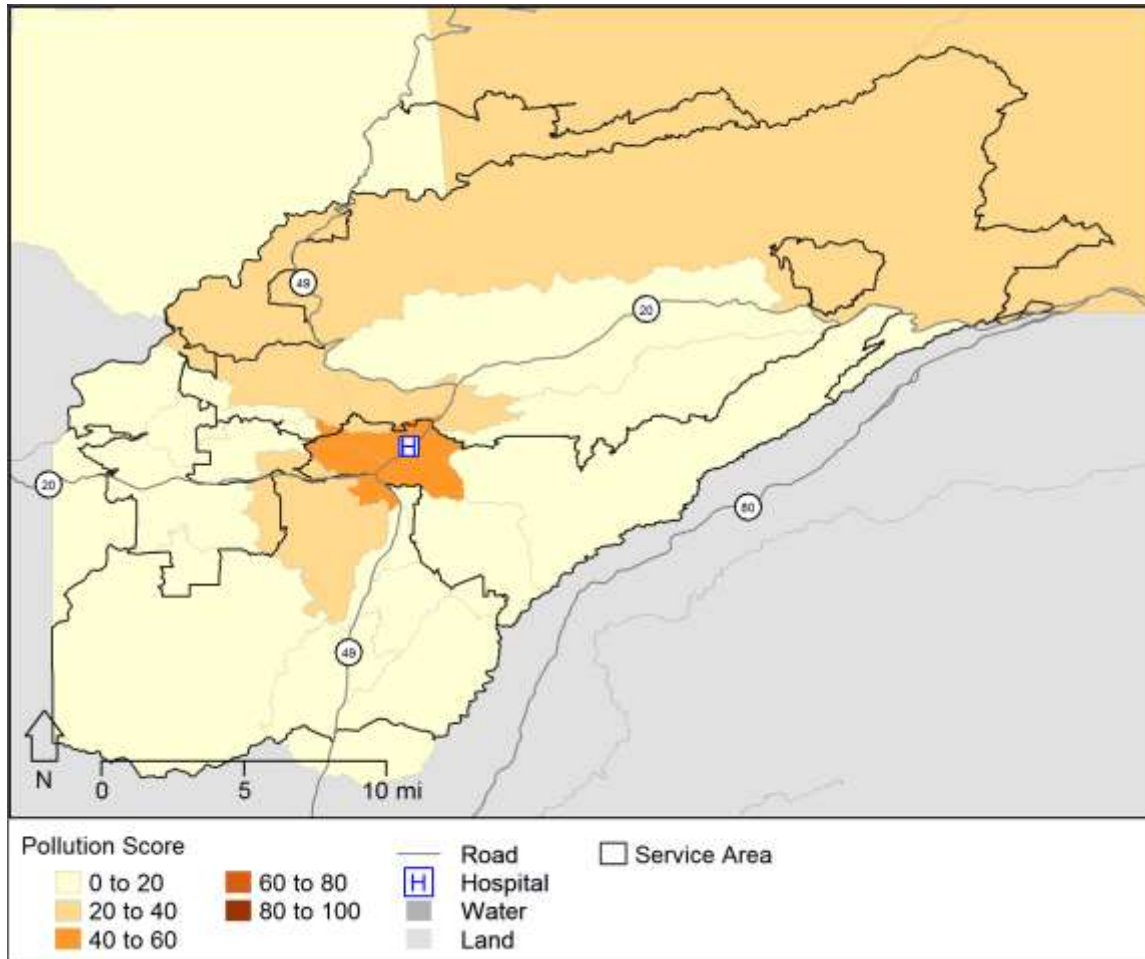 49
20
20
80
49
N
0 5 10 mi
Pollution Score
0 to 20
20 to 40
40 to 60
60 to 80
80 to 100
Road
H Hospital
Water
Land
Service Area
H